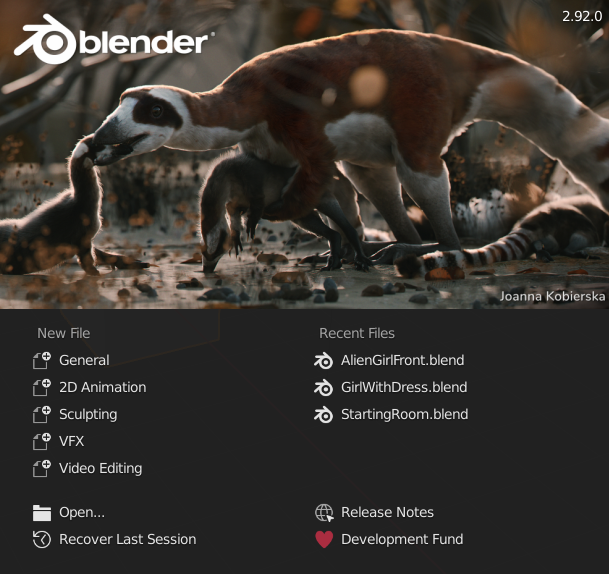 blender
2.92.0
Joanna Kobierska
New File
General
2D Animation
Sculpting
VFX
Video Editing
Open...
Recover Last Session
Recent Files
AlienGirlFront.blend
GirlWithDress.blend
StartingRoom.blend
Release Notes
Development Fund